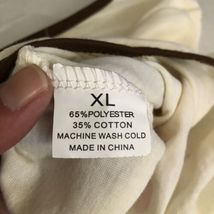 XL
65%POLYESTER
35% COTTON
MACHINE WASH COLD
MADE IN CHINA